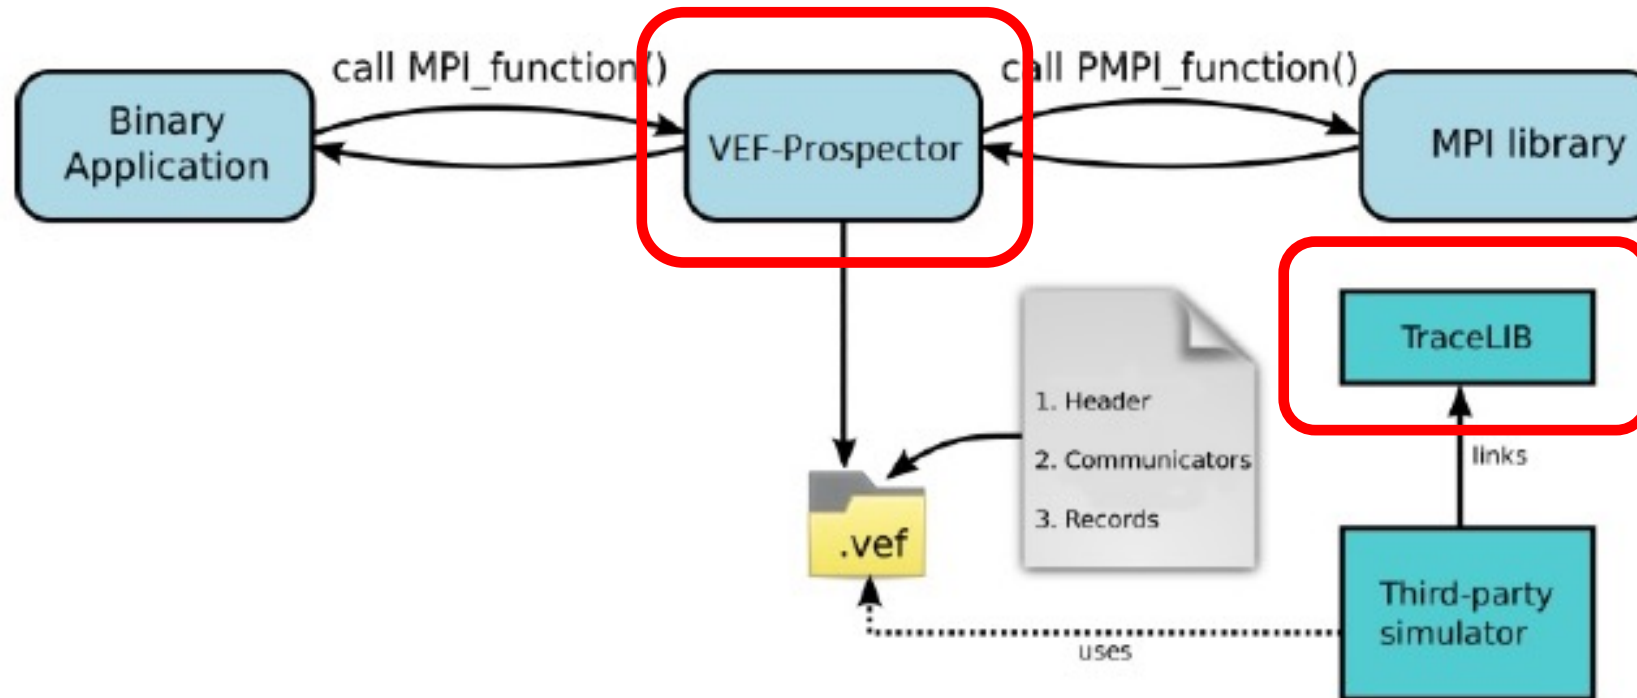 call MPI_function()
call PMPI_function()
Binary
Application
VEF-Prospector
MPI library
TraceLIB
1. Header
2. Communicators
3. Records
links
.vef
Third-party
simulator
uses